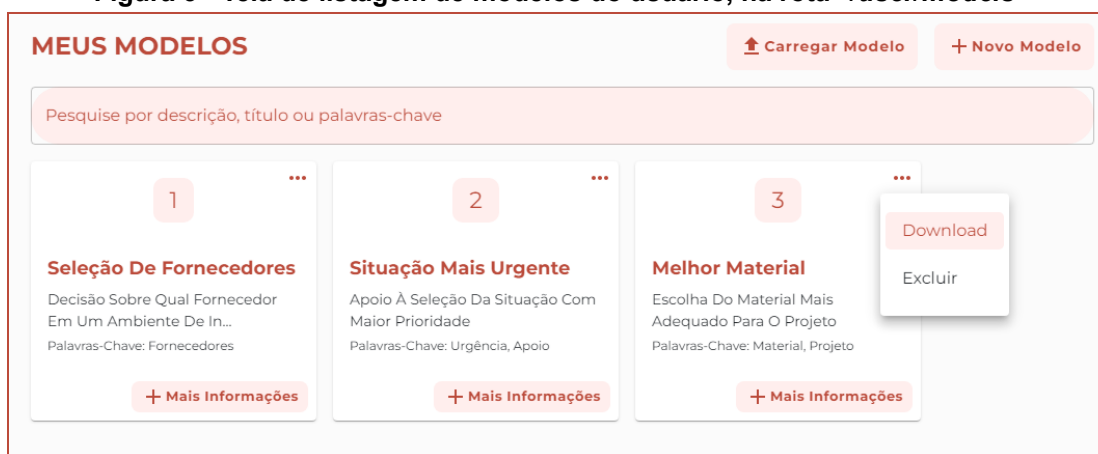 MEUS MODELOS
Carregar Modelo
Novo Modelo
Pesquise por descrição, título ou palavras-chave
1
Seleção De Fornecedores
Decisão Sobre Qual Fornecedor
Em Um Ambiente De In...
Palavras-Chave: Fornecedores
Mais Informações
2
Situação Mais Urgente
Apoio À Seleção Da Situação Com
Maior Prioridade
Palavras-Chave: Urgência, Apoio
Mais Informações
3
Melhor Material
Escolha Do Material Mais
Adequado Para O Projeto
Palavras-Chave: Material, Projeto
Mais Informações
Download
Excluir